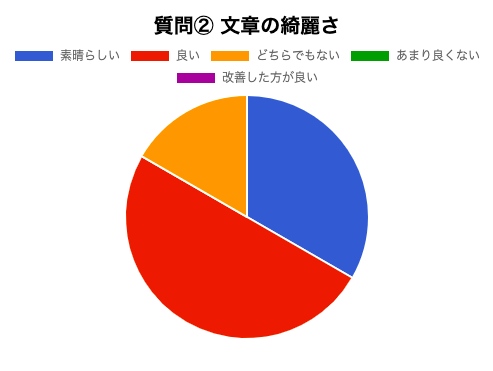 質問② 文章の綺麗さ
素晴らしい 良い どちらでもない あまり良くない
改善した方が良い